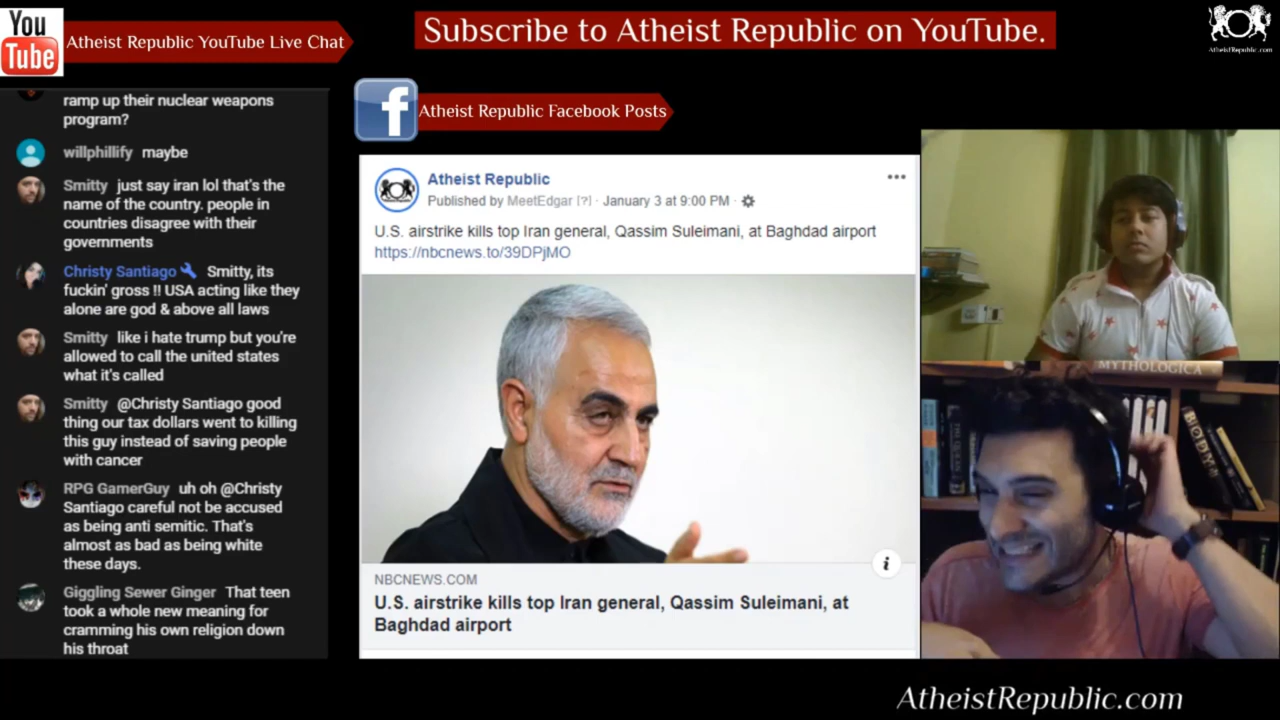 You
Tube
Atheist Republic YouTube Live Chat
Subscribe to Atheist Republic on YouTube.
AtheistRepublic.com
ramp up their nuclear weapons
program?
willphillify maybe
Smitty just say iran lol that's the
name of the country. people in
countries disagree with their
governments
Christy Santiago Smitty, its
fuckin' gross !! USA acting like they
alone are god & above all laws
Smitty like i hate trump but you're
allowed to call the united states
what it's called
Smitty @Christy Santiago good
thing our tax dollars went to killing
this guy instead of saving people
with cancer
RPG GamerGuy uh oh @Christy
Santiago careful not be accused
as being anti semitic. That's
almost as bad as being white
these days.
Giggling Sewer Ginger That teen
took a whole new meaning for
cramming his own religion down
his throat
f
Atheist Republic Facebook Posts
Atheist Republic
Published by MeetEdgar [?] · January 3 at 9:00 PM ·
U.S. airstrike kills top Iran general, Qassim Suleimani, at Baghdad airport
https://nbcnews.to/39DPjMO
i
NBCNEWS.COM
U.S. airstrike kills top Iran general, Qassim Suleimani, at
Baghdad airport
MYTHOLOGICA
AtheistRepublic.com